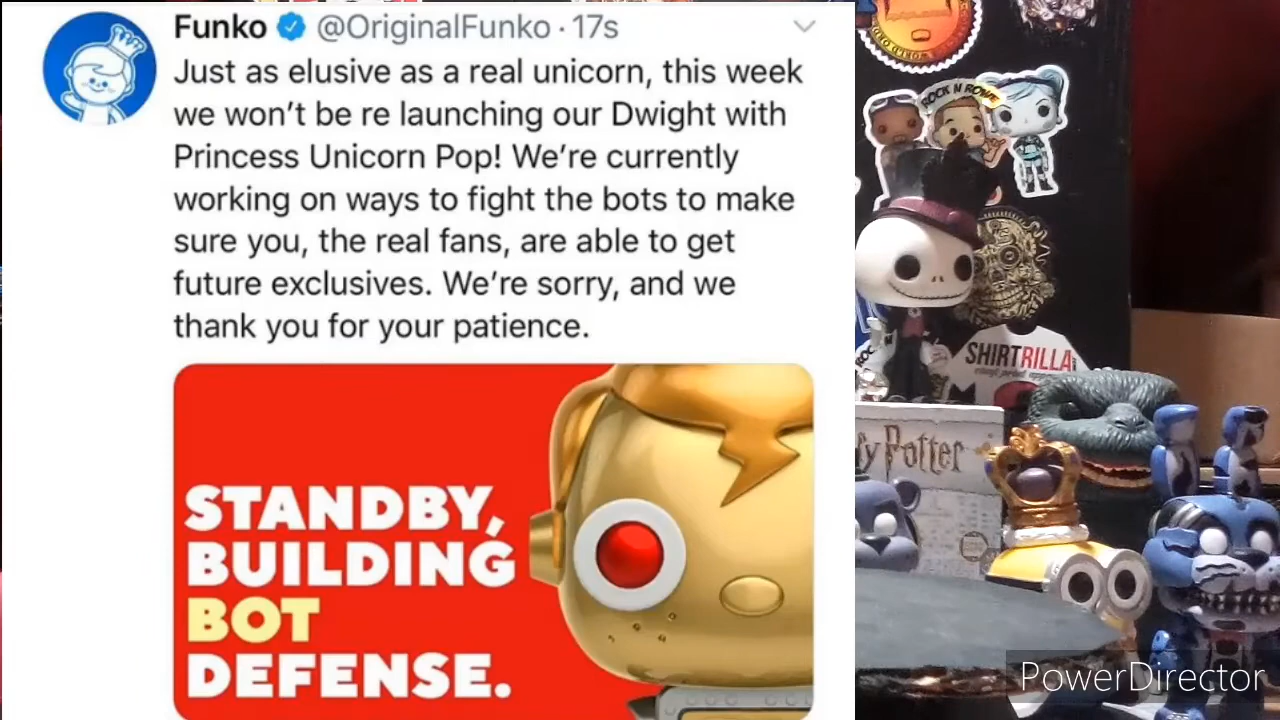 Funko @OriginalFunko · 17s
Just as elusive as a real unicorn, this week
we won't be re launching our Dwight with
Princess Unicorn Pop! We're currently
working on ways to fight the bots to make
sure you, the real fans, are able to get
future exclusives. We're sorry, and we
thank you for your patience.
STANDBY,
BUILDING
BOT
DEFENSE.
ROCK N ROWE
SHIRTRILLA
y Potter
PowerDirector